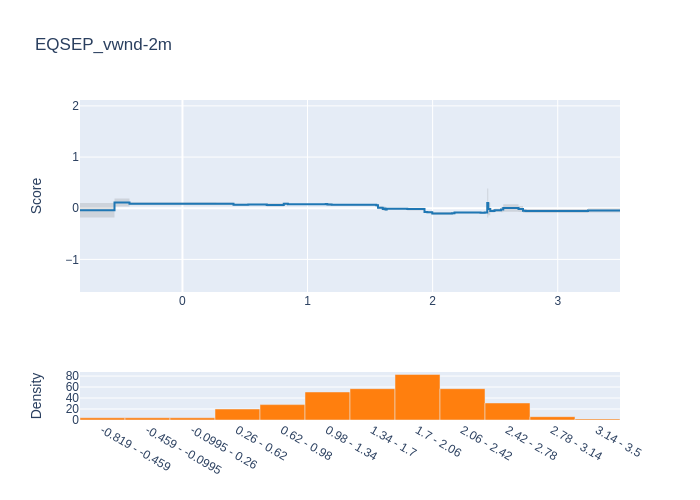 EQSEP_vwnd-2m
Score
2
1
0
−1
0 1 2 3
Density
80
60
40
20
0
-0.819 - -0.459
-0.459 - -0.0995
-0.0995 - 0.26
0.26 - 0.62
0.62 - 0.98
0.98 - 1.34
1.34 - 1.7
1.7 - 2.06
2.06 - 2.42
2.42 - 2.78
2.78 - 3.14
3.14 - 3.5